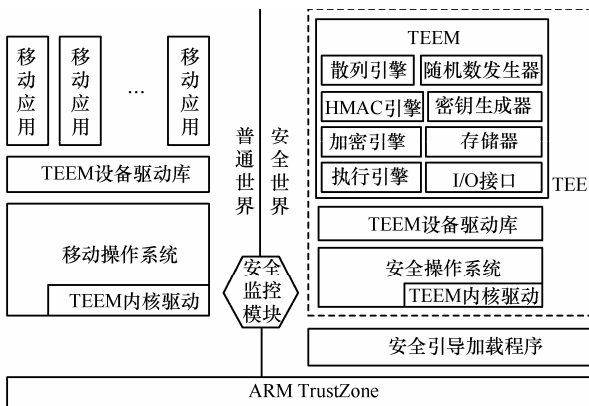 移动应用
移动应用
...
移动应用
TEEM设备驱动库
移动操作系统
TEEM内核驱动
普通世界
安全世界
安全监控模块
TEEM
散列引擎
随机数发生器
HMAC引擎
密钥生成器
加密引擎
存储器
执行引擎
I/O接口
TEE
TEEM设备驱动库
安全操作系统
TEEM内核驱动
安全引导加载程序
ARM TrustZone